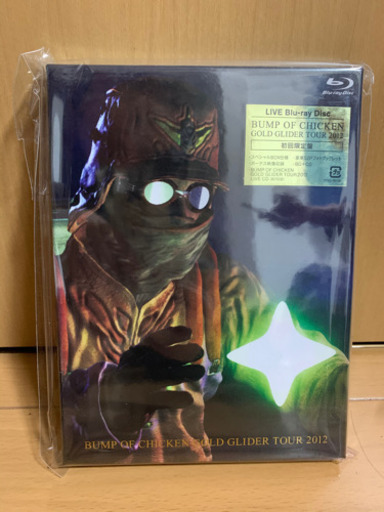 Blu-ray Disc
LIVE Blu-ray Disc
BUMP OF CHICKEN
GOLD GLIDER TOUR 2012
初回限定盤
BUMP OF CHICKEN
GOLD GLIDER TOUR 2012
BUMP OF CHICKEN GOLD GLIDER TOUR 2012